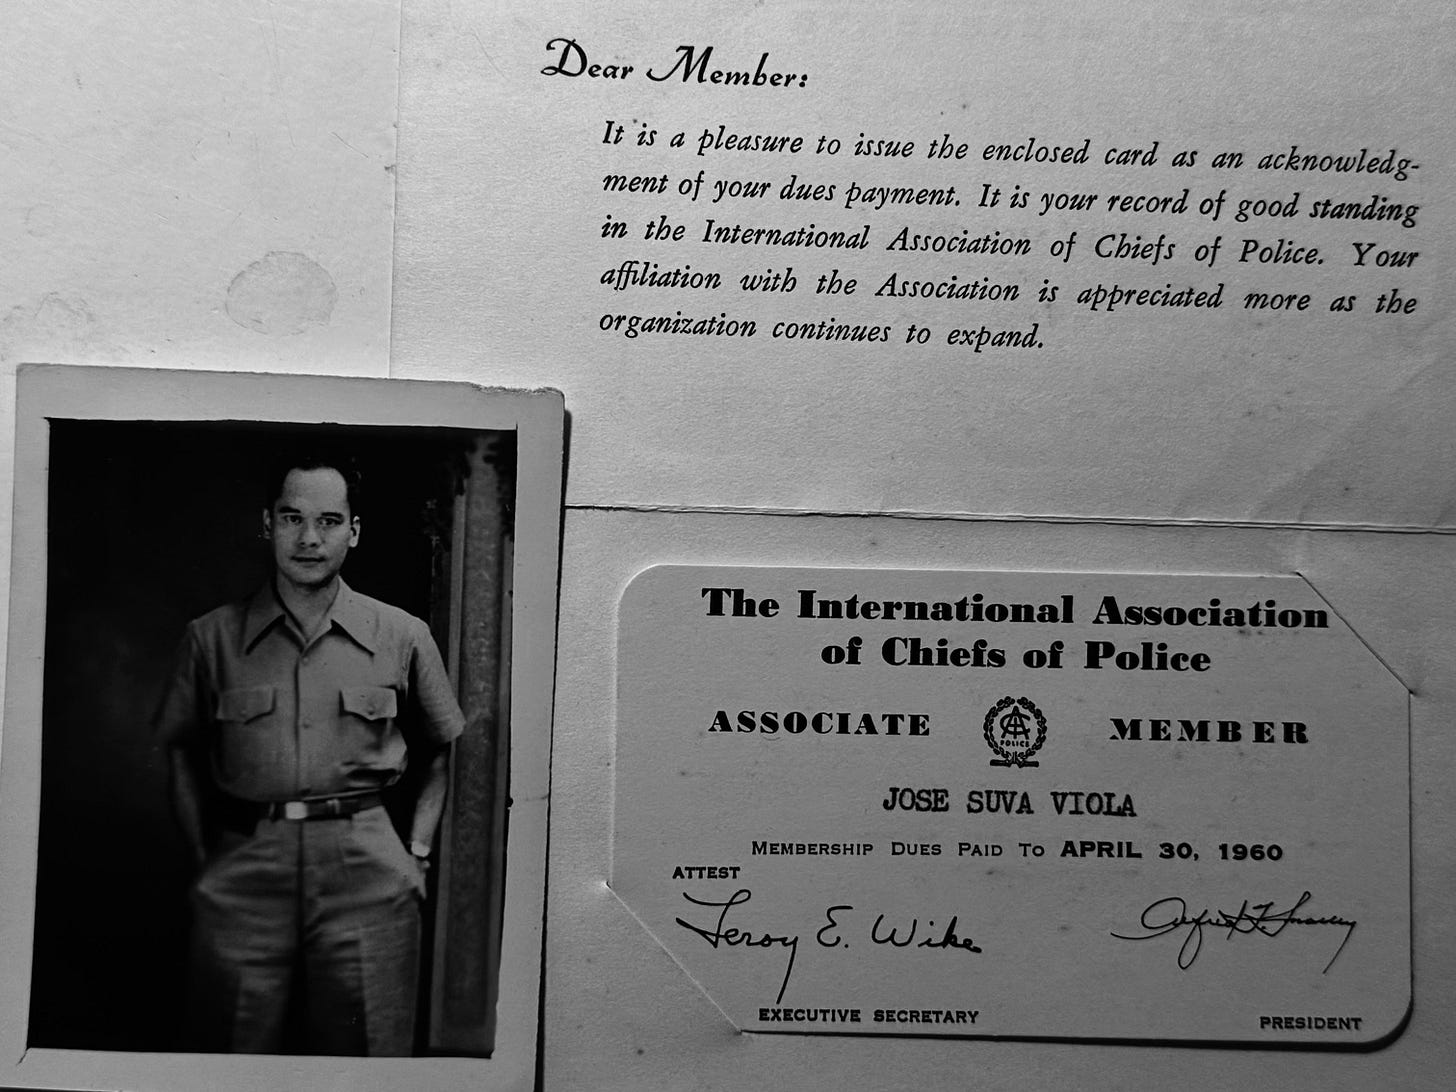 Dear Member:
It is a pleasure to issue the enclosed card as an acknowledg-
ment of your dues payment. It is your record of good standing
in the International Association of Chiefs of Police. Your
affiliation with the Association is appreciated more as the
organization continues to expand.
The International Association
of Chiefs of Police
ASSOCIATE MEMBER
POLICE
JOSE SUVA VIOLA
MEMBERSHIP DUES PAID TO APRIL 30, 1960
ATTEST
Leroy E. Wike
EXECUTIVE SECRETARY
PRESIDENT